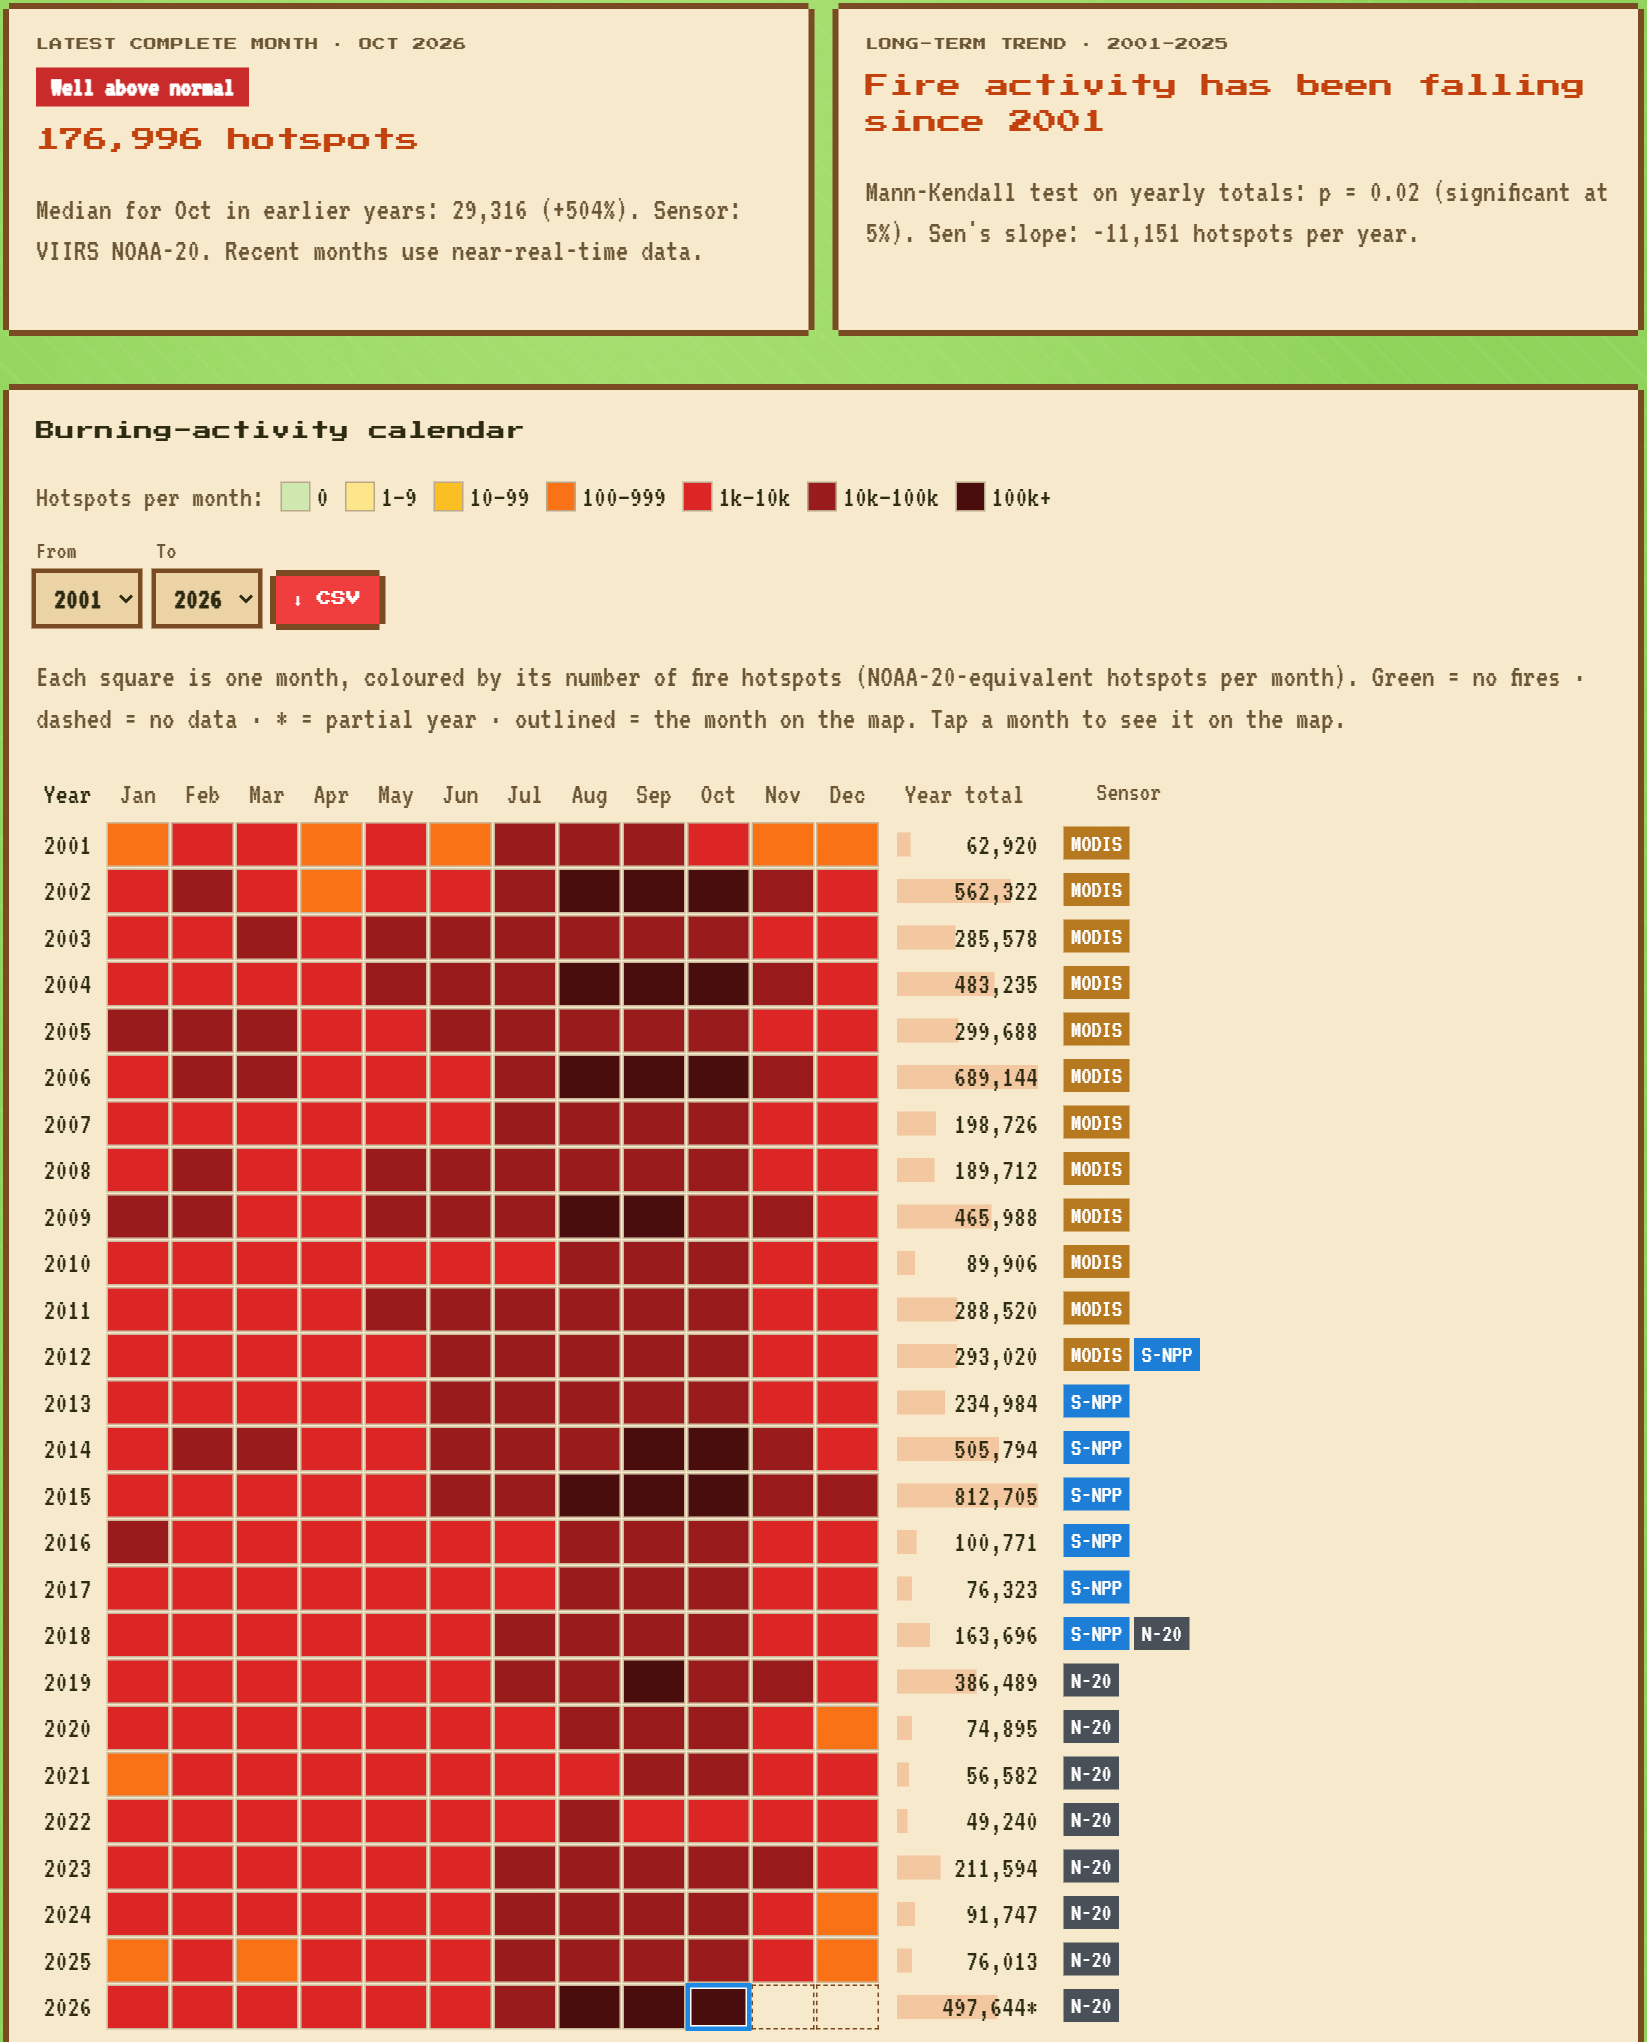 LATEST COMPLETE MONTH · OCT 2026
Well above normal
176,996 hotspots
Median for Oct in earlier years: 29,316 (+504%). Sensor:
VIIRS NOAA-20. Recent months use near-real-time data.
LONG-TERM TREND · 2001-2025
Fire activity has been falling
since 2001
Mann-Kendall test on yearly totals: p = 0.02 (significant at
5%). Sen's slope: -11,151 hotspots per year.
Burning-activity calendar
Hotspots per month: 0 1-9 10-99 100-999 1k-10k 10k-100k 100k+
From To
2001 2026 ↓ CSV
Each square is one month, coloured by its number of fire hotspots (NOAA-20-equivalent hotspots per month). Green = no fires ·
dashed = no data · * = partial year · outlined = the month on the map. Tap a month to see it on the map.
Year Jan Feb Mar Apr May Jun Jul Aug Sep Oct Nov Dec Year total Sensor
2001 62,920 MODIS
2002 562,322 MODIS
2003 285,578 MODIS
2004 483,235 MODIS
2005 299,688 MODIS
2006 689,144 MODIS
2007 198,726 MODIS
2008 189,712 MODIS
2009 465,988 MODIS
2010 89,906 MODIS
2011 288,520 MODIS
2012 293,020 MODIS S-NPP
2013 234,984 S-NPP
2014 505,794 S-NPP
2015 812,705 S-NPP
2016 100,771 S-NPP
2017 76,323 S-NPP
2018 163,696 S-NPP N-20
2019 386,489 N-20
2020 74,895 N-20
2021 56,582 N-20
2022 49,240 N-20
2023 211,594 N-20
2024 91,747 N-20
2025 76,013 N-20
2026 497,644* N-20